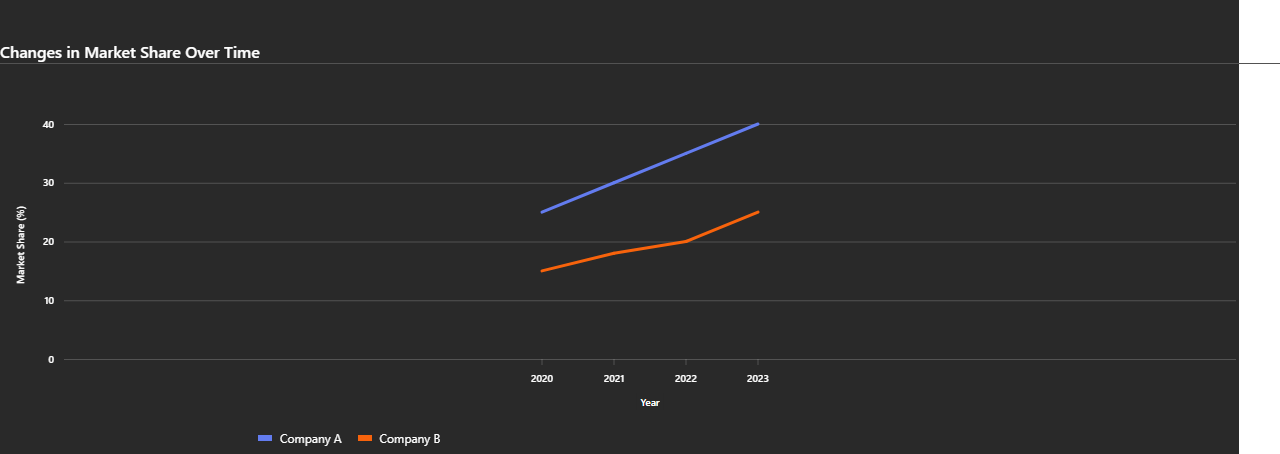 Changes in Market Share Over Time
40
30
20
10
0
Market Share (%)
2020 2021 2022 2023
Year
Company A Company B